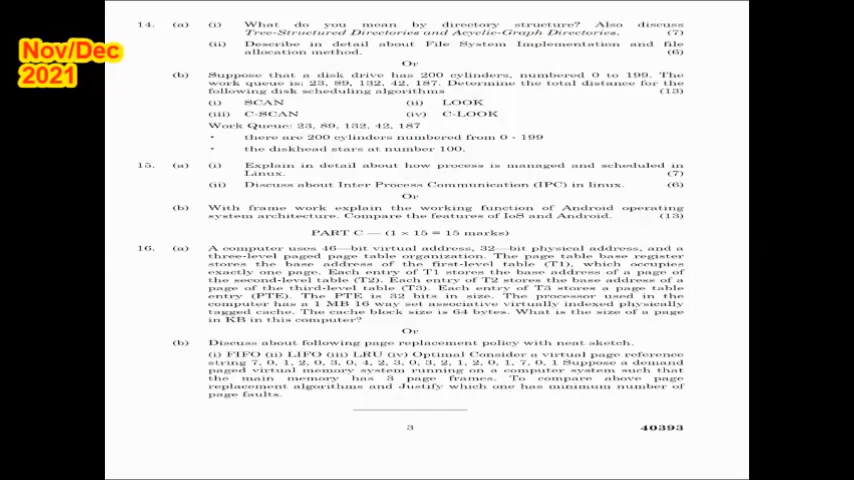 Nov/Dec
2021
14. (a) (i) What do you mean by directory structure? Also discuss
Tree-Structured Directories and Acyclic-Graph Directories. (7)
(ii) Describe in detail about File System Implementation and file
allocation method. (6)
Or
(b) Suppose that a disk drive has 200 cylinders, numbered 0 to 199. The
work queue is: 23, 89, 132, 42, 187. Determine the total distance for the
following disk scheduling algorithms (13)
(i) SCAN (ii) LOOK
(iii) C-SCAN (iv) C-LOOK
Work Queue: 23, 89, 132, 42, 187
• there are 200 cylinders numbered from 0 - 199
• the diskhead stars at number 100.
15. (a) (i) Explain in detail about how process is managed and scheduled in
Linux. (7)
(ii) Discuss about Inter Process Communication (IPC) in linux. (6)
Or
(b) With frame work explain the working function of Android operating
system architecture. Compare the features of IoS and Android. (13)
PART C — (1 × 15 = 15 marks)
16. (a) A computer uses 46—bit virtual address, 32—bit physical address, and a
three-level paged page table organization. The page table base register
stores the base address of the first-level table (T1), which occupies
exactly one page. Each entry of T1 stores the base address of a page of
the second-level table (T2). Each entry of T2 stores the base address of a
page of the third-level table (T3). Each entry of T3 stores a page table
entry (PTE). The PTE is 32 bits in size. The processor used in the
computer has a 1 MB 16 way set associative virtually indexed physically
tagged cache. The cache block size is 64 bytes. What is the size of a page
in KB in this computer?
Or
(b) Discuss about following page replacement policy with neat sketch.
(i) FIFO (ii) LIFO (iii) LRU (iv) Optimal Consider a virtual page reference
string 7, 0, 1, 2, 0, 3, 0, 4, 2, 3, 0, 3, 2, 1, 2, 0, 1, 7, 0, 1 Suppose a demand
paged virtual memory system running on a computer system such that
the main memory has 3 page frames. To compare above page
replacement algorithms and Justify which one has minimum number of
page faults.
3 40393